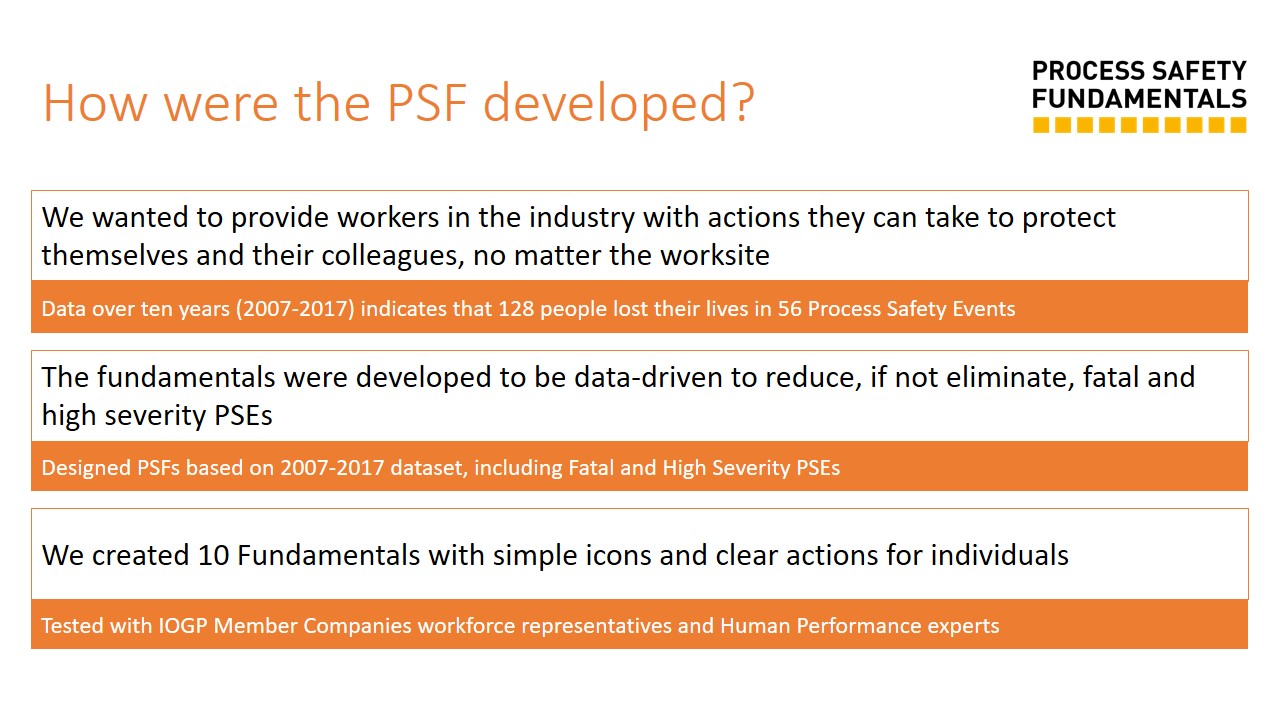 How were the PSF developed?
PROCESS SAFETY
FUNDAMENTALS
We wanted to provide workers in the industry with actions they can take to protect
themselves and their colleagues, no matter the worksite
Data over ten years (2007-2017) indicates that 128 people lost their lives in 56 Process Safety Events
The fundamentals were developed to be data-driven to reduce, if not eliminate, fatal and
high severity PSEs
Designed PSFs based on 2007-2017 dataset, including Fatal and High Severity PSEs
We created 10 Fundamentals with simple icons and clear actions for individuals
Tested with IOGP Member Companies workforce representatives and Human Performance experts